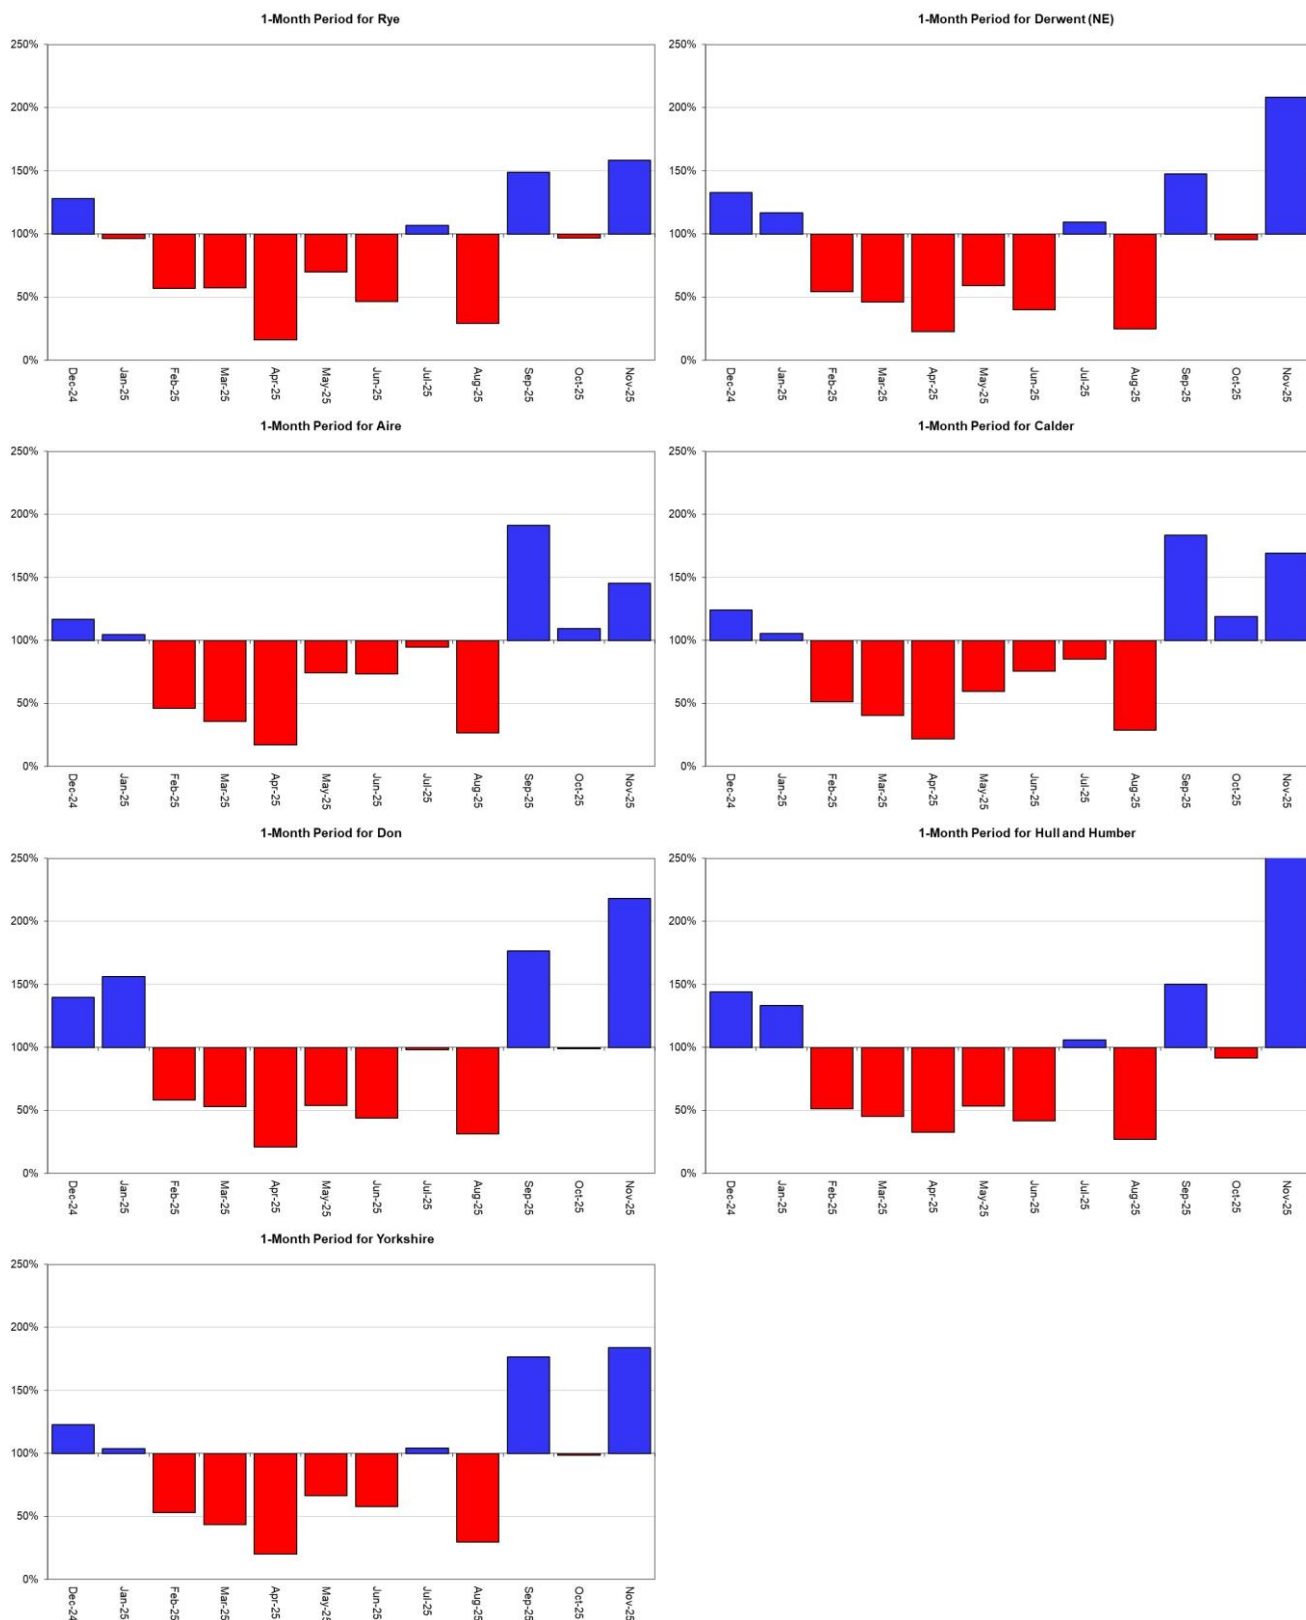 1-Month Period for Rye
250%
200%
150%
100%
50%
0%
Dec-24
Jan-25
Feb-25
Mar-25
Apr-25
May-25
Jun-25
Jul-25
Aug-25
Sep-25
Oct-25
Nov-25
1-Month Period for Derwent (NE)
250%
200%
150%
100%
50%
0%
Dec-24
Jan-25
Feb-25
Mar-25
Apr-25
May-25
Jun-25
Jul-25
Aug-25
Sep-25
Oct-25
Nov-25
1-Month Period for Aire
250%
200%
150%
100%
50%
0%
Dec-24
Jan-25
Feb-25
Mar-25
Apr-25
May-25
Jun-25
Jul-25
Aug-25
Sep-25
Oct-25
Nov-25
1-Month Period for Calder
250%
200%
150%
100%
50%
0%
Dec-24
Jan-25
Feb-25
Mar-25
Apr-25
May-25
Jun-25
Jul-25
Aug-25
Sep-25
Oct-25
Nov-25
1-Month Period for Don
250%
200%
150%
100%
50%
0%
Dec-24
Jan-25
Feb-25
Mar-25
Apr-25
May-25
Jun-25
Jul-25
Aug-25
Sep-25
Oct-25
Nov-25
1-Month Period for Hull and Humber
250%
200%
150%
100%
50%
0%
Dec-24
Jan-25
Feb-25
Mar-25
Apr-25
May-25
Jun-25
Jul-25
Aug-25
Sep-25
Oct-25
Nov-25
1-Month Period for Yorkshire
250%
200%
150%
100%
50%
0%
Dec-24
Jan-25
Feb-25
Mar-25
Apr-25
May-25
Jun-25
Jul-25
Aug-25
Sep-25
Oct-25
Nov-25